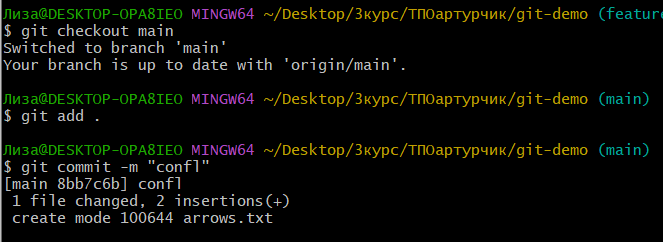 Лиза@DESKTOP-OPA8IEO MINGW64 ~/Desktop/3курс/ТПОартурчик/git-demo (featur
$ git checkout main
Switched to branch 'main'
Your branch is up to date with 'origin/main'.
Лиза@DESKTOP-OPA8IEO MINGW64 ~/Desktop/3курс/ТПОартурчик/git-demo (main)
$ git add .
Лиза@DESKTOP-OPA8IEO MINGW64 ~/Desktop/3курс/ТПОартурчик/git-demo (main)
$ git commit -m "confl"
[main 8bb7c6b] confl
1 file changed, 2 insertions(+)
create mode 100644 arrows.txt